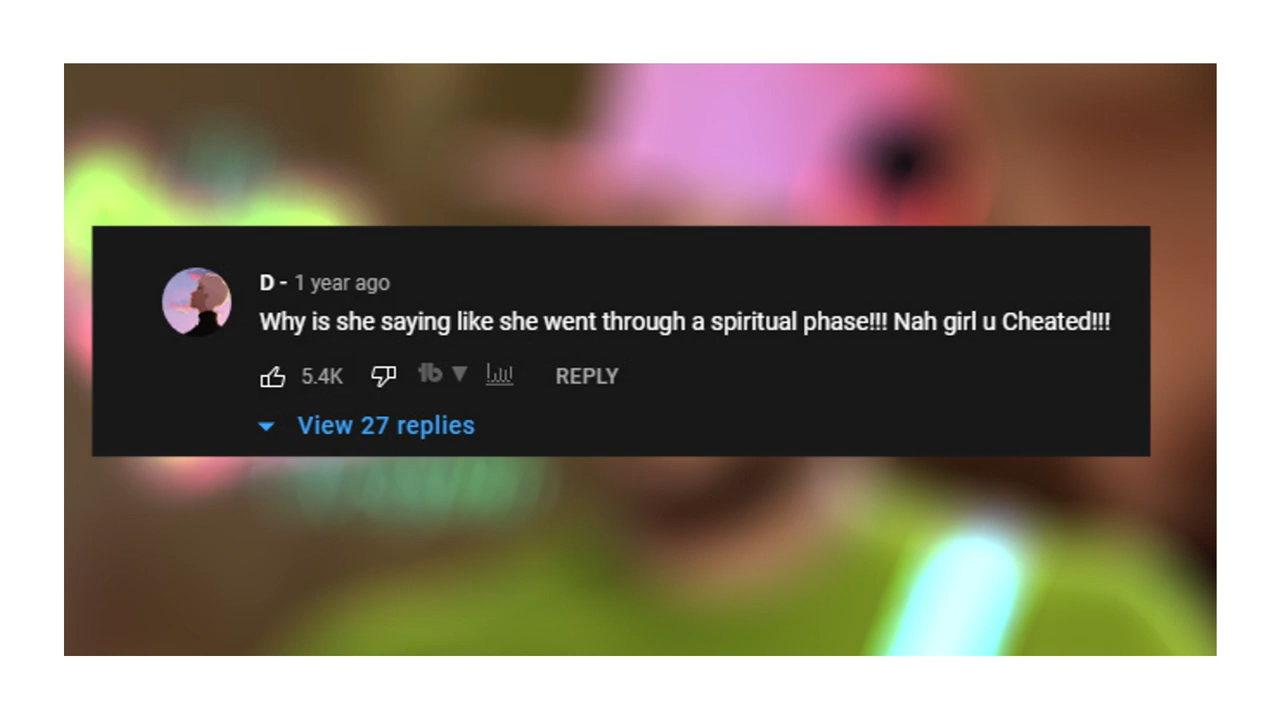 D - 1 year ago
Why is she saying like she went through a spiritual phase!!! Nah girl u Cheated!!!
5.4K REPLY
View 27 replies